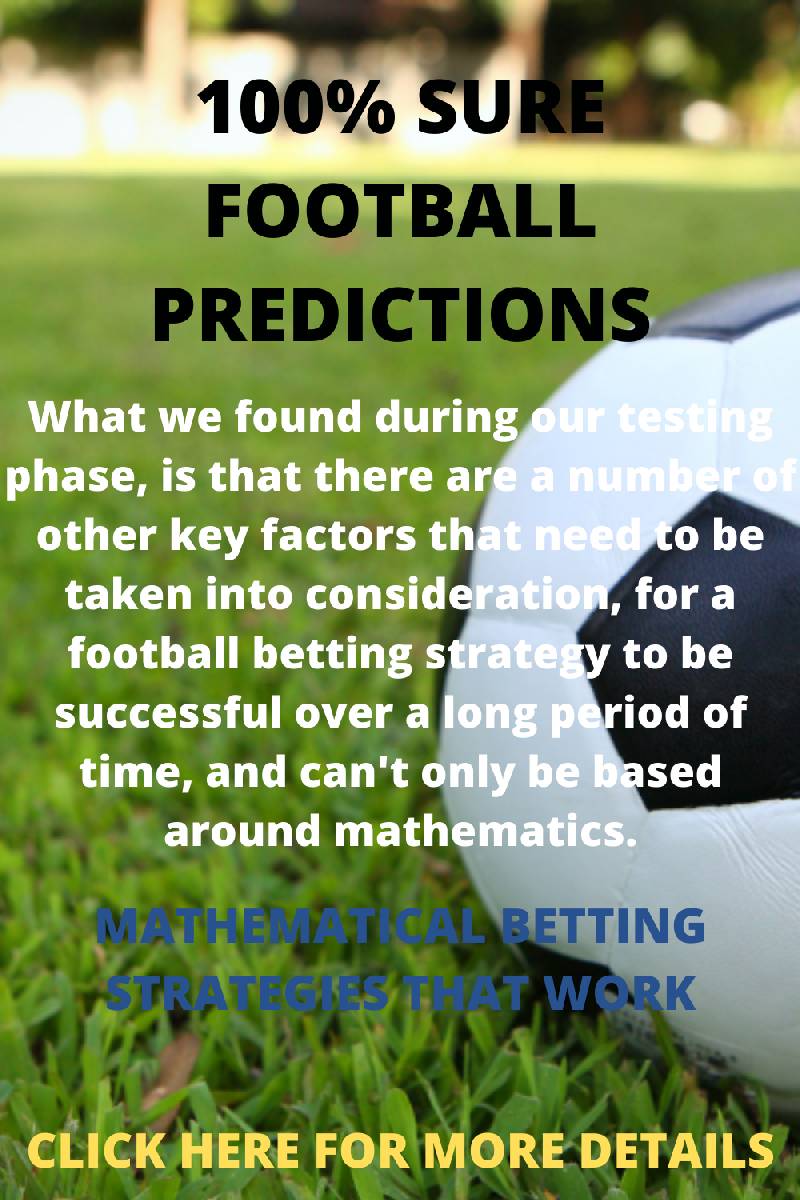 100% SURE
FOOTBALL
PREDICTIONS
What we found during our testing
phase, is that there are a number of
other key factors that need to be
taken into consideration, for a
football betting strategy to be
successful over a long period of
time, and can't only be based
around mathematics.
MATHEMATICAL BETTING
STRATEGIES THAT WORK
CLICK HERE FOR MORE DETAILS